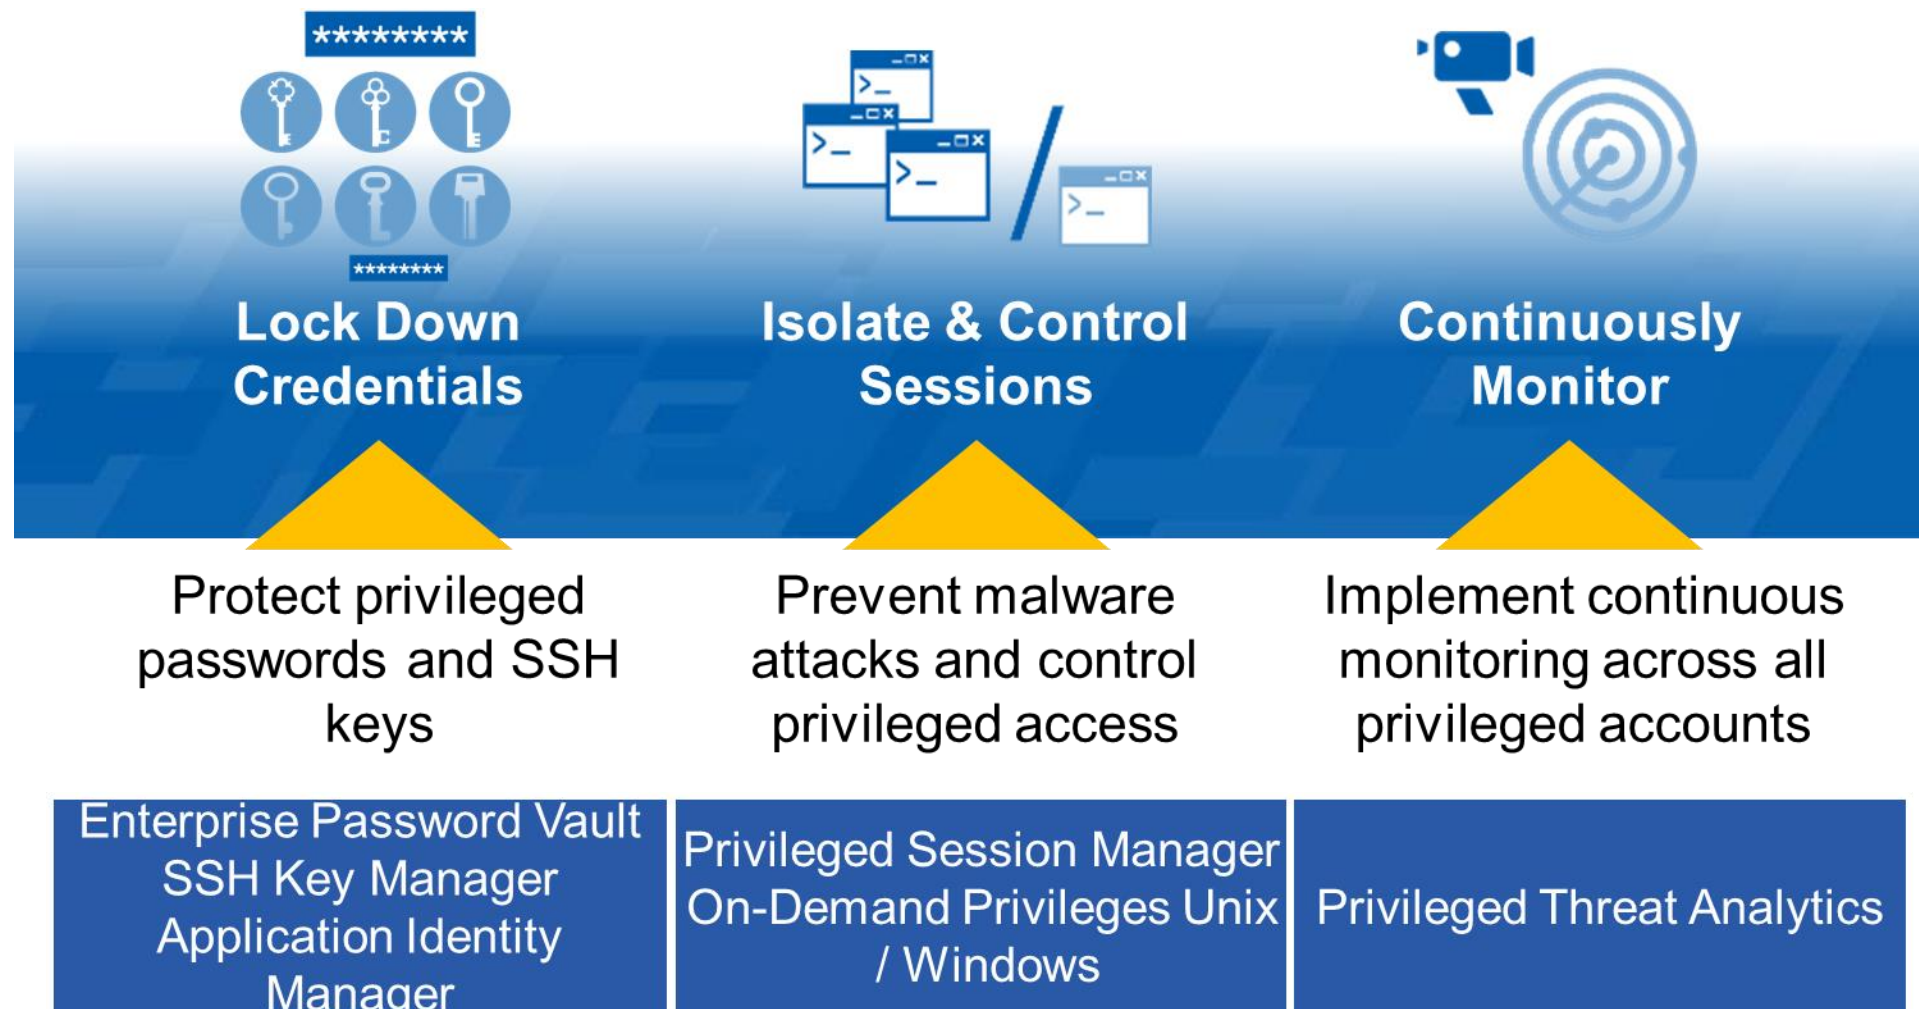 ********
********
Lock Down
Credentials
Isolate & Control
Sessions
Continuously
Monitor
Protect privileged
passwords and SSH
keys
Prevent malware
attacks and control
privileged access
Implement continuous
monitoring across all
privileged accounts
Enterprise Password Vault
SSH Key Manager
Application Identity
Manager
Privileged Session Manager
On-Demand Privileges Unix
/ Windows
Privileged Threat Analytics